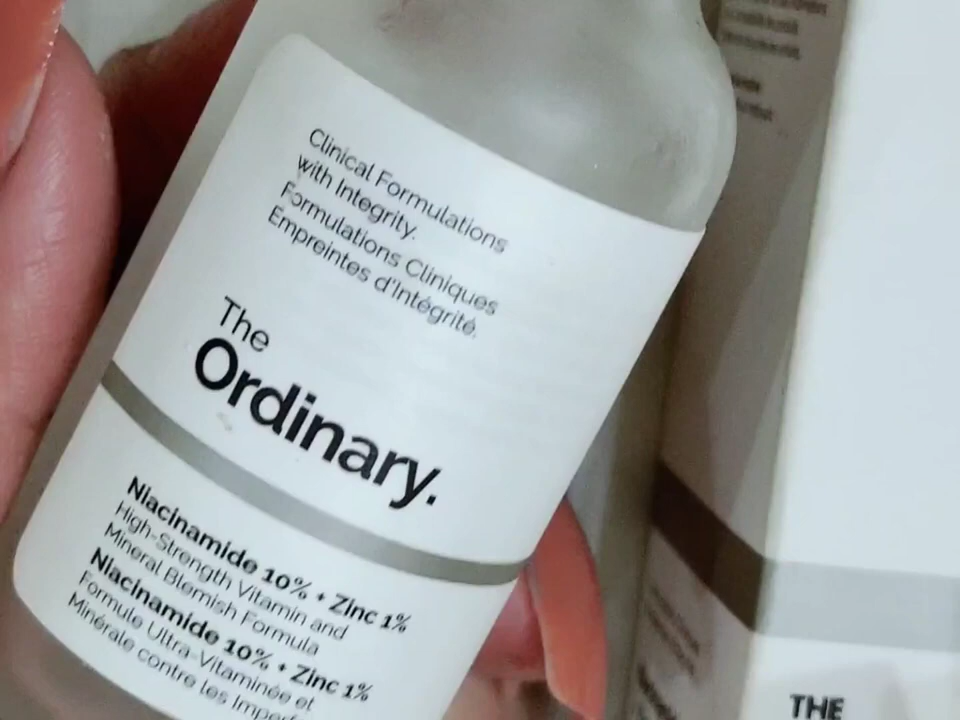 Clinical Formulations
with Integrity.
Formulations Cliniques
Empreintes d'Intégrité.
The
Ordinary.
Niacinamide 10% + Zinc 1%
High-Strength Vitamin and
Mineral Blemish Formula
Niacinamide 10% + Zinc 1%
Formule Ultra-Vitaminée et
Minérale contre les
THE